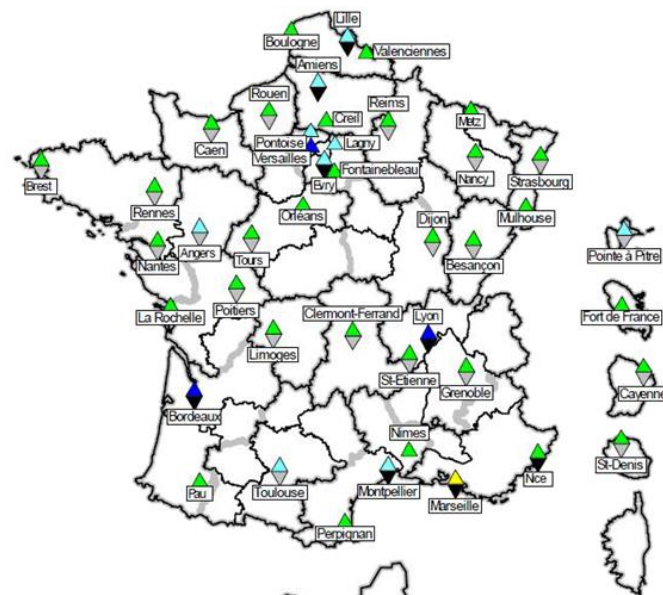 Lille
Boulogne
Valenciennes
Amiens
Rouen
Reims
Creil
Metz
Caen
Pontoise
Lagny
Versailles
Brest
Evry
Fontainebleau
Nancy
Strasbourg
Rennes
Orléans
Dijon
Mulhouse
Nantes
Angers
Tours
Besançon
Pointe à Pitre
Poitiers
La Rochelle
Clermont-Ferrand
Lyon
Fort de France
Limoges
St-Etienne
Grenoble
Cayenne
Bordeaux
Nimes
St-Denis
Pau
Toulouse
Montpellier
Marseille
Nice
Perpignan